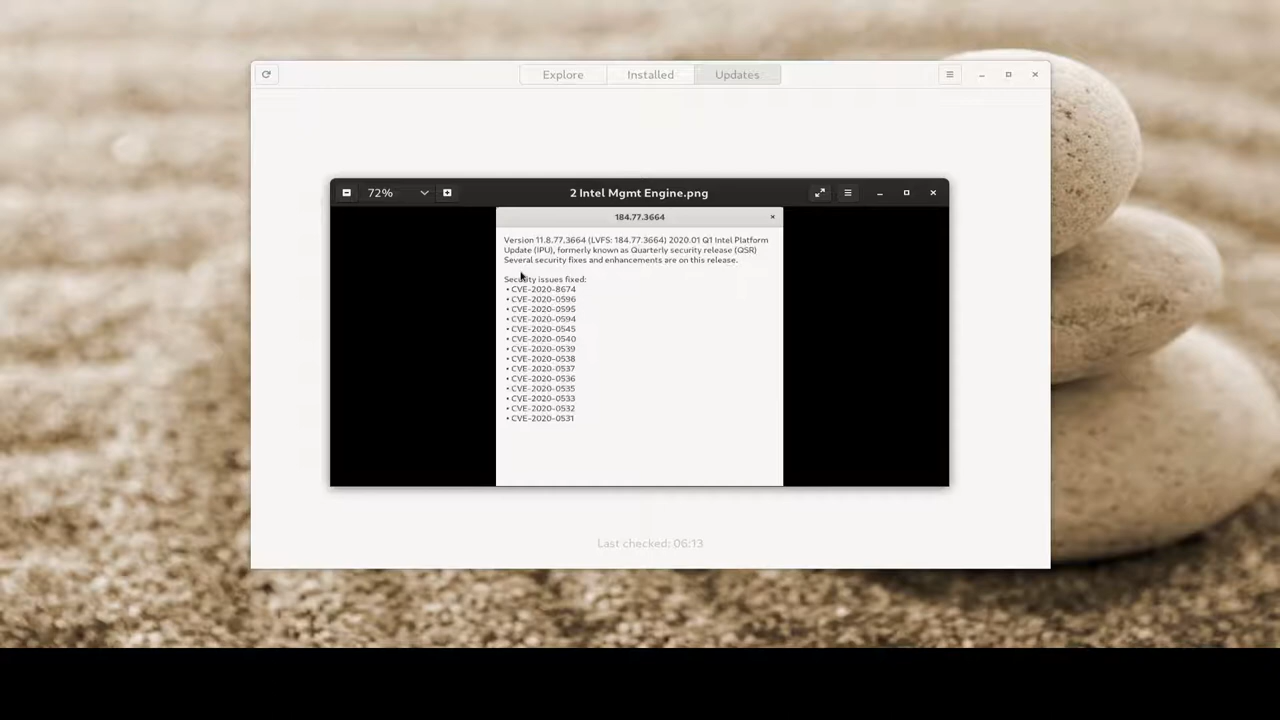 Explore Installed Updates
72% 2 Intel Mgmt Engine.png
184.77.3664
Version 11.8.77.3664 (LVFS: 184.77.3664) 2020.01 Q1 Intel Platform
Update (IPU), formerly known as Quarterly security release (QSR)
Several security fixes and enhancements are on this release.
Security issues fixed:
• CVE-2020-8674
• CVE-2020-0596
• CVE-2020-0595
• CVE-2020-0594
• CVE-2020-0545
• CVE-2020-0540
• CVE-2020-0539
• CVE-2020-0538
• CVE-2020-0537
• CVE-2020-0536
• CVE-2020-0535
• CVE-2020-0533
• CVE-2020-0532
• CVE-2020-0531
Last checked: 06:13